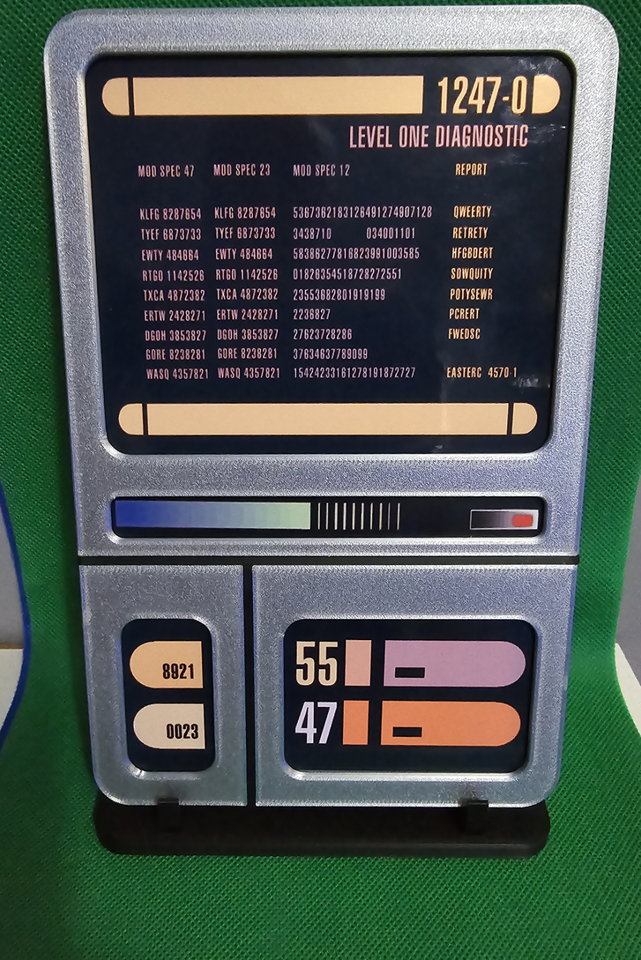 1247-0
LEVEL ONE DIAGNOSTIC
MOD SPEC 47 MOD SPEC 23 MOD SPEC 12 REPORT
KLFG 8287654 KLFG 8287654 5387362183126491274907128 QWEERTY
TYEF 6873733 TYEF 6873733 3438710 034001101 RETRETY
EWTY 484664 EWTY 484664 58386277816823991003585 HFGBDERT
RTGO 1142526 RTGO 1142526 01828354518728272551 SOWQUITY
TXCA 4872382 TXCA 4872382 23553682801919199 POTYSEWR
ERTW 2428271 ERTW 2428271 2236827 PCRERT
DGOH 3853827 DGOH 3853827 27623728286 FWEDSC
GORE 8238281 GORE 8238281 37634637789099
WASQ 4357821 WASQ 4357821 15424233161278191872727 EASTERC 4570 1
8921
0023
55
47